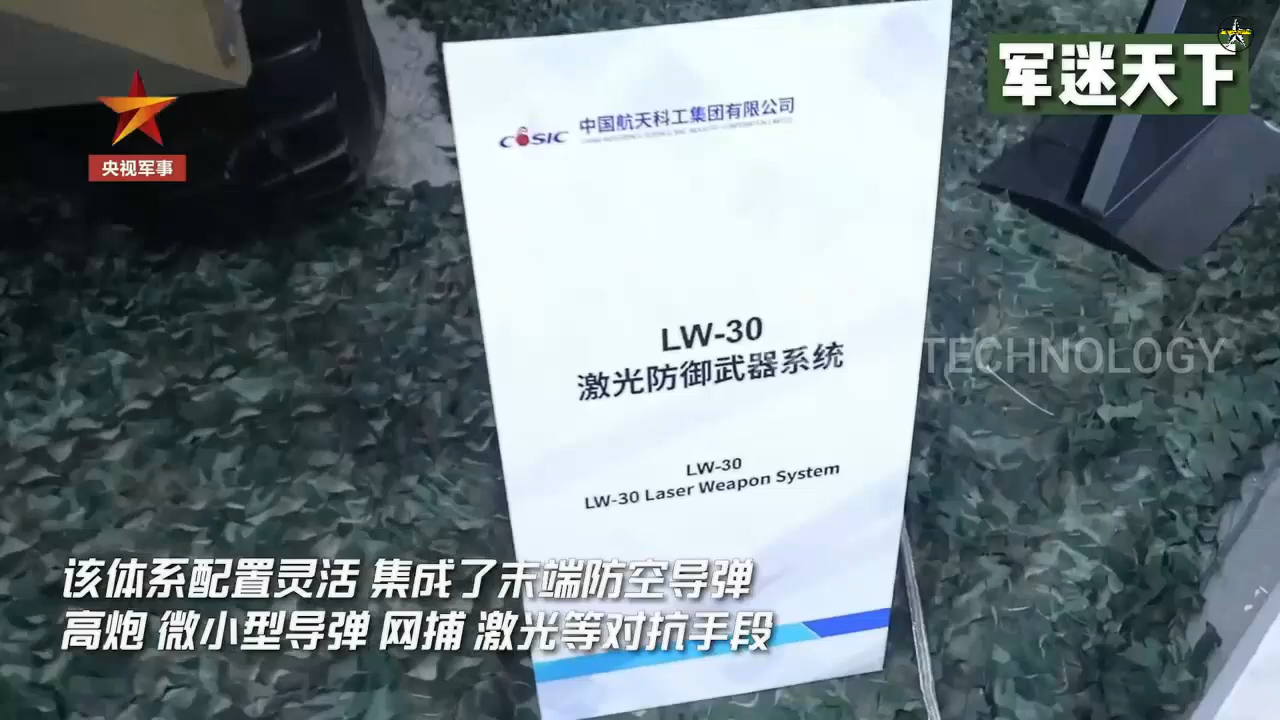 军迷天下
央视军事
CASIC 中国航天科工集团有限公司
LW-30
激光防御武器系统
TECHNOLOGY
LW-30
LW-30 Laser Weapon System
该体系配置灵活 集成了末端防空导弹
高炮 微小型导弹 网捕 激光等对抗手段